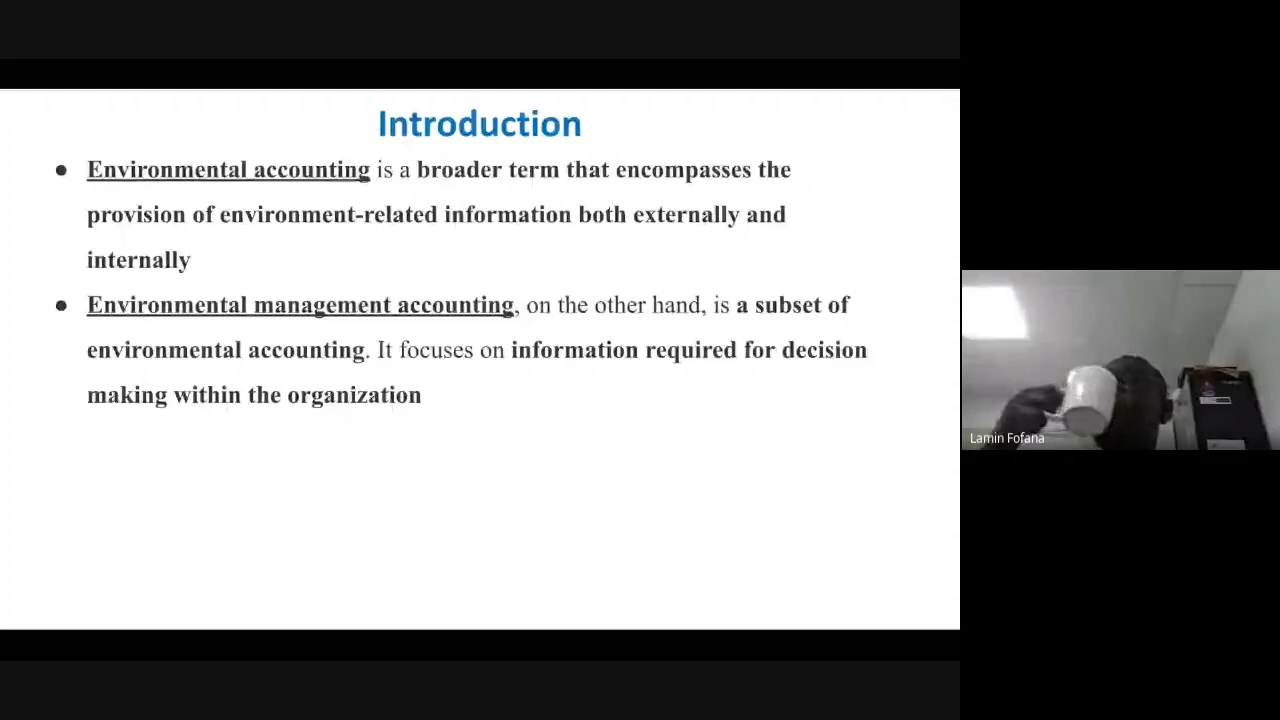 Introduction
● Environmental accounting is a broader term that encompasses the
provision of environment-related information both externally and
internally
● Environmental management accounting, on the other hand, is a subset of
environmental accounting. It focuses on information required for decision
making within the organization
Lamin Fofana